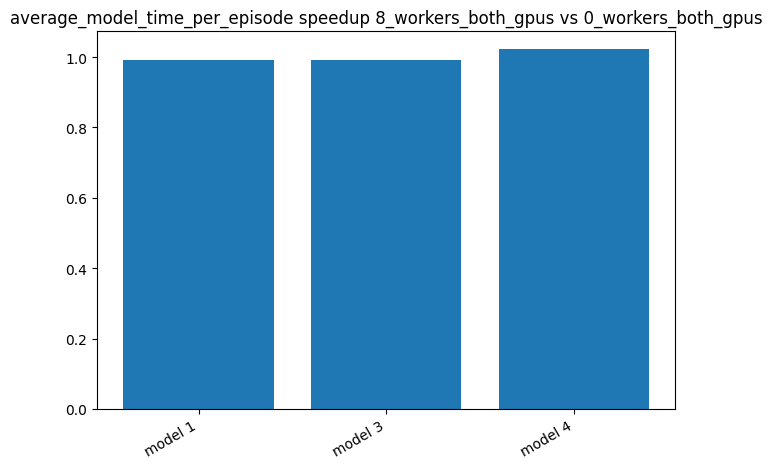 average_model_time_per_episode speedup 8_workers_both_gpus vs 0_workers_both_gpus
1.0
0.8
0.6
0.4
0.2
0.0
model 1
model 3
model 4